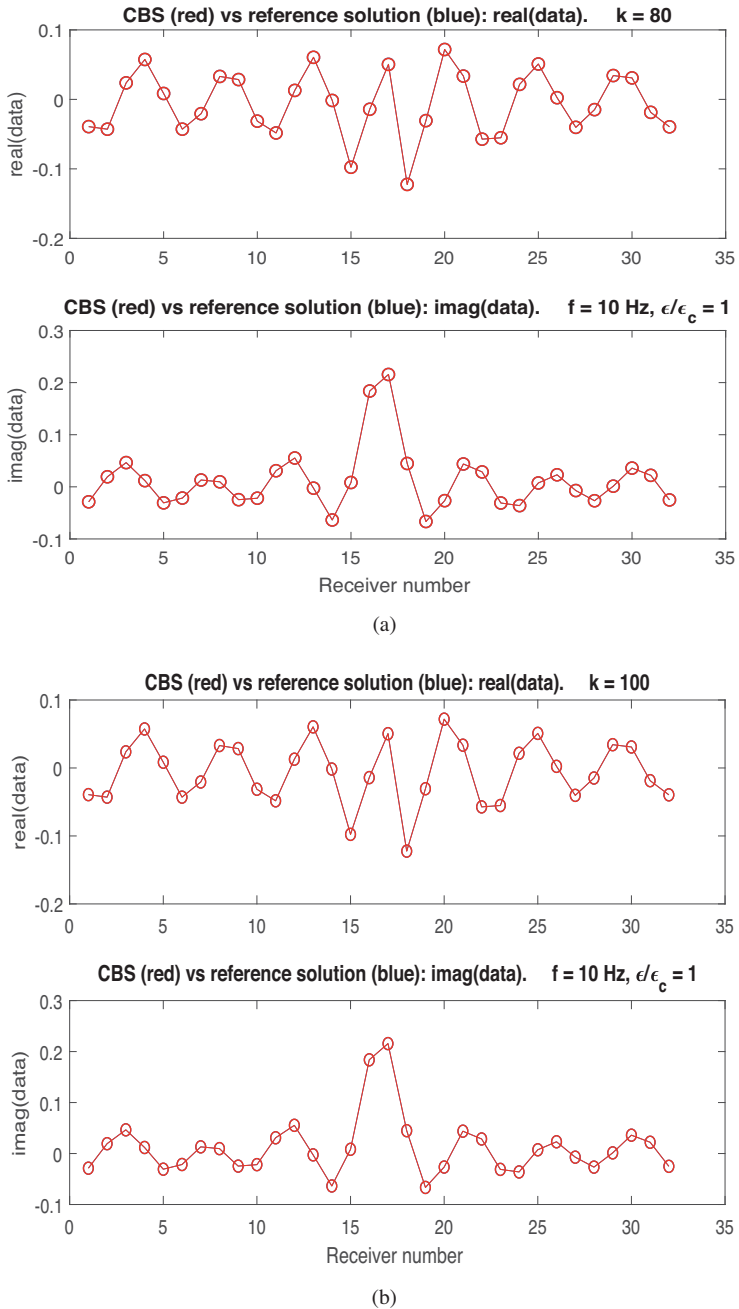 CBS (red) vs reference solution (blue): real(data). k = 80
0.1
0
-0.1
-0.2
real(data)
0 5 10 15 20 25 30 35
CBS (red) vs reference solution (blue): imag(data). f = 10 Hz, ϵ/ϵc = 1
0.3
0.2
0.1
0
-0.1
imag(data)
0 5 10 15 20 25 30 35
Receiver number
(a)
CBS (red) vs reference solution (blue): real(data). k = 100
0.1
0
-0.1
-0.2
real(data)
0 5 10 15 20 25 30 35
CBS (red) vs reference solution (blue): imag(data). f = 10 Hz, ϵ/ϵc = 1
0.3
0.2
0.1
0
-0.1
imag(data)
0 5 10 15 20 25 30 35
Receiver number
(b)